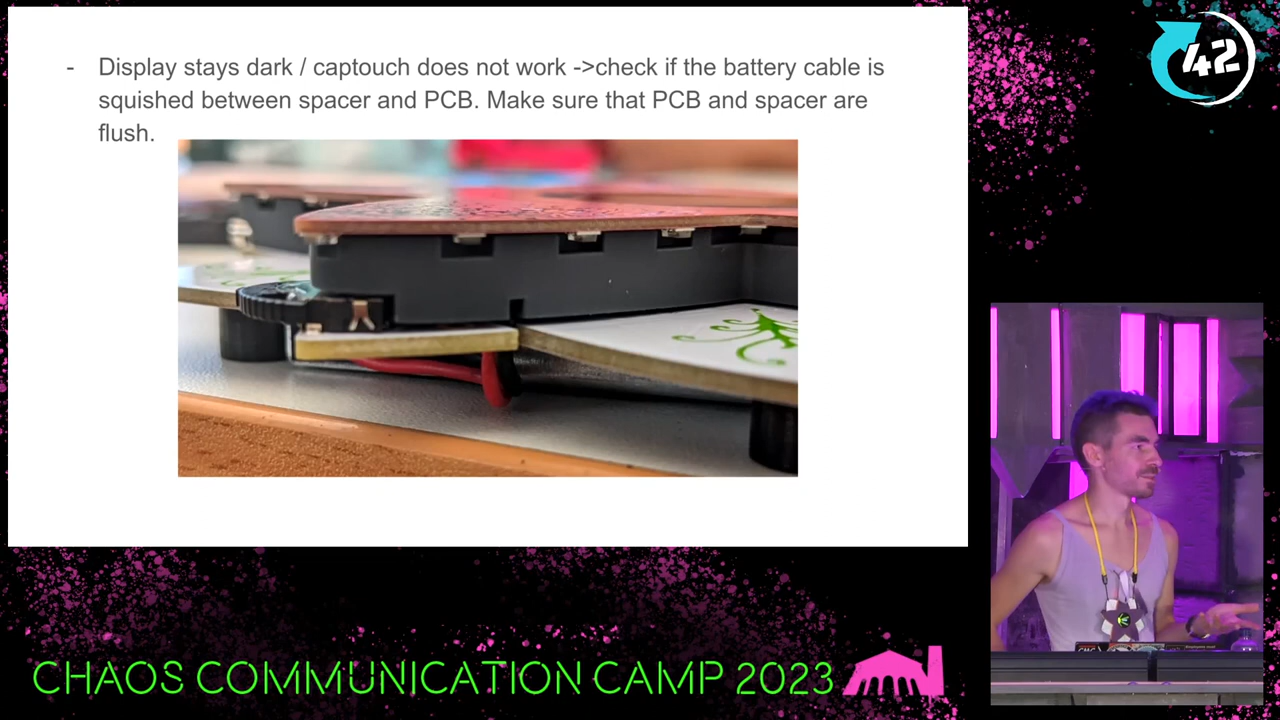 - Display stays dark / captouch does not work ->check if the battery cable is
squished between spacer and PCB. Make sure that PCB and spacer are
flush.
42
CHAOS COMMUNICATION CAMP 2023